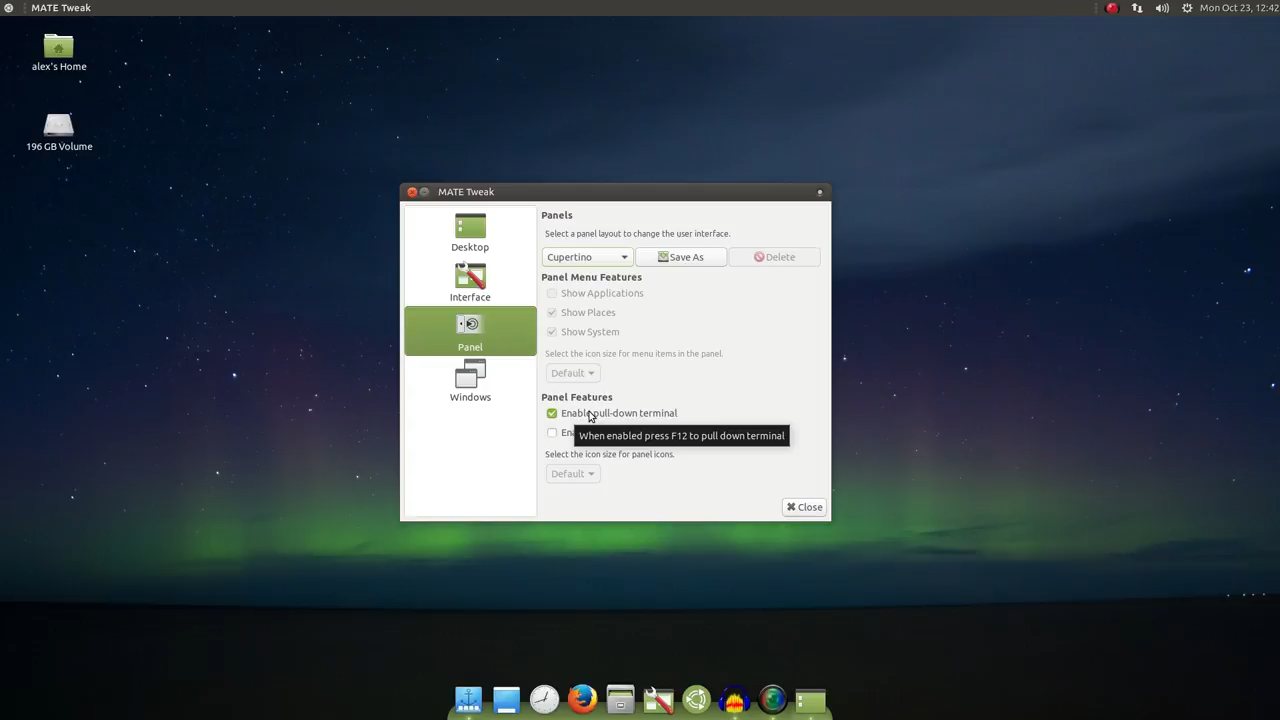 MATE Tweak
Mon Oct 23, 12:42
alex's Home
196 GB Volume
MATE Tweak
Desktop
Interface
Panel
Windows
Panels
Select a panel layout to change the user interface.
Cupertino
Save As
Delete
Panel Menu Features
Show Applications
Show Places
Show System
Select the icon size for menu items in the panel.
Default
Panel Features
Enable pull-down terminal
When enabled press F12 to pull down terminal
Select the icon size for panel icons.
Default
Close